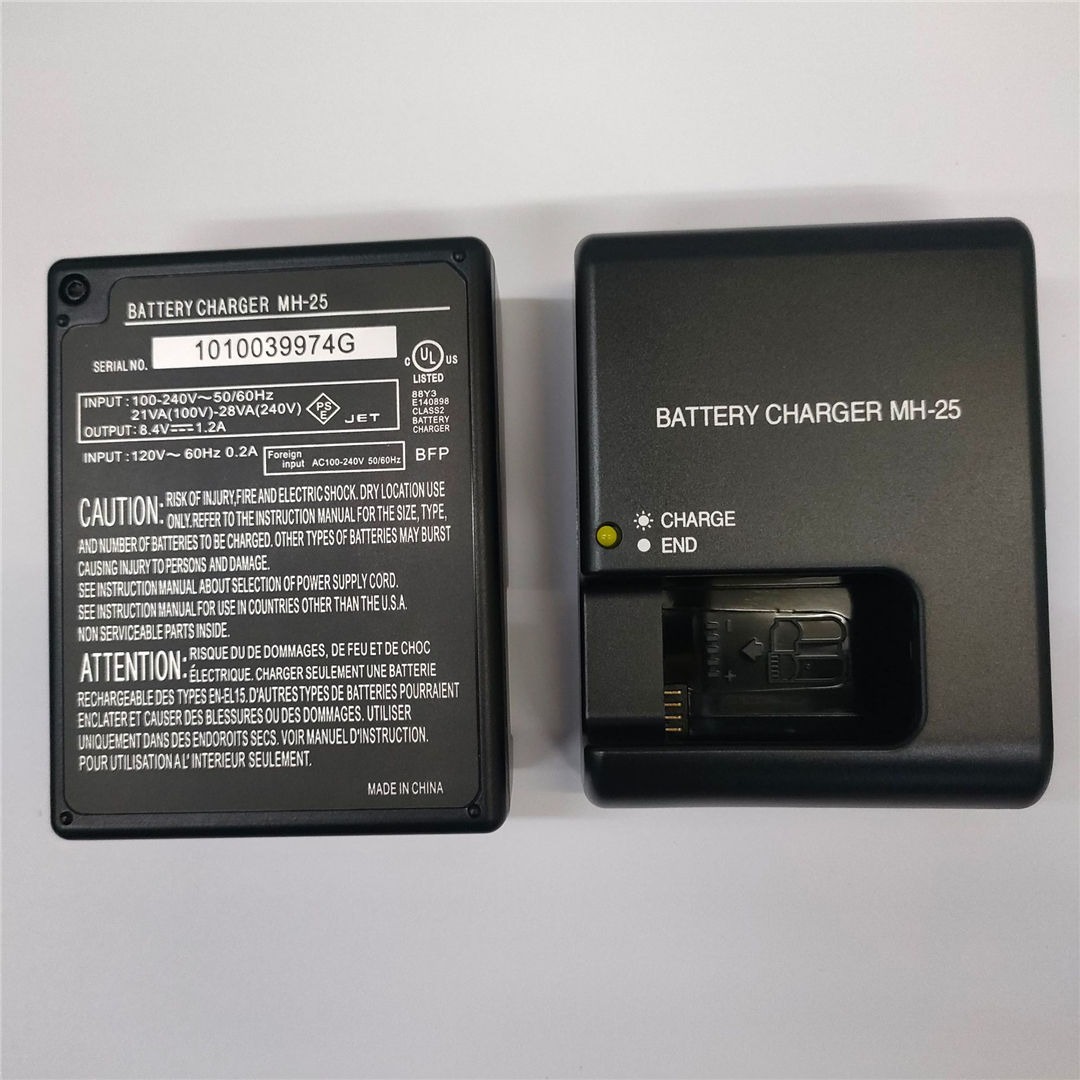 BATTERY CHARGER MH-25
SERIAL NO. 1010039974G
C UL US
LISTED
88Y3
E140898
CLASS2
BATTERY
CHARGER
INPUT : 100-240V～50/60Hz
21VA(100V)-28VA(240V)
OUTPUT: 8.4V⎓1.2A
PS
E
JET
INPUT : 120V～ 60Hz 0.2A
Foreign
input AC100-240V 50/60Hz
BFP
CAUTION: RISK OF INJURY,FIRE AND ELECTRIC SHOCK. DRY LOCATION USE
ONLY.REFER TO THE INSTRUCTION MANUAL FOR THE SIZE, TYPE,
AND NUMBER OF BATTERIES TO BE CHARGED. OTHER TYPES OF BATTERIES MAY BURST
CAUSING INJURY TO PERSONS AND DAMAGE.
SEE INSTRUCTION MANUAL ABOUT SELECTION OF POWER SUPPLY CORD.
SEE INSTRUCTION MANUAL FOR USE IN COUNTRIES OTHER THAN THE U.S.A.
NON SERVICEABLE PARTS INSIDE.
ATTENTION: RISQUE DU DE DOMMAGES, DE FEU ET DE CHOC
ÉLECTRIQUE. CHARGER SEULEMENT UNE BATTERIE
RECHARGEABLE DES TYPES EN-EL15. D'AUTRES TYPES DE BATTERIES POURRAIENT
ENCLATER ET CAUSER DES BLESSURES OU DES DOMMAGES. UTILISER
UNIQUEMENT DANS DES ENDOROITS SECS. VOIR MANUEL D'INSTRUCTION.
POUR UTILISATION A L' INTERIEUR SEULEMENT.
MADE IN CHINA
BATTERY CHARGER MH-25
CHARGE
END
−
+